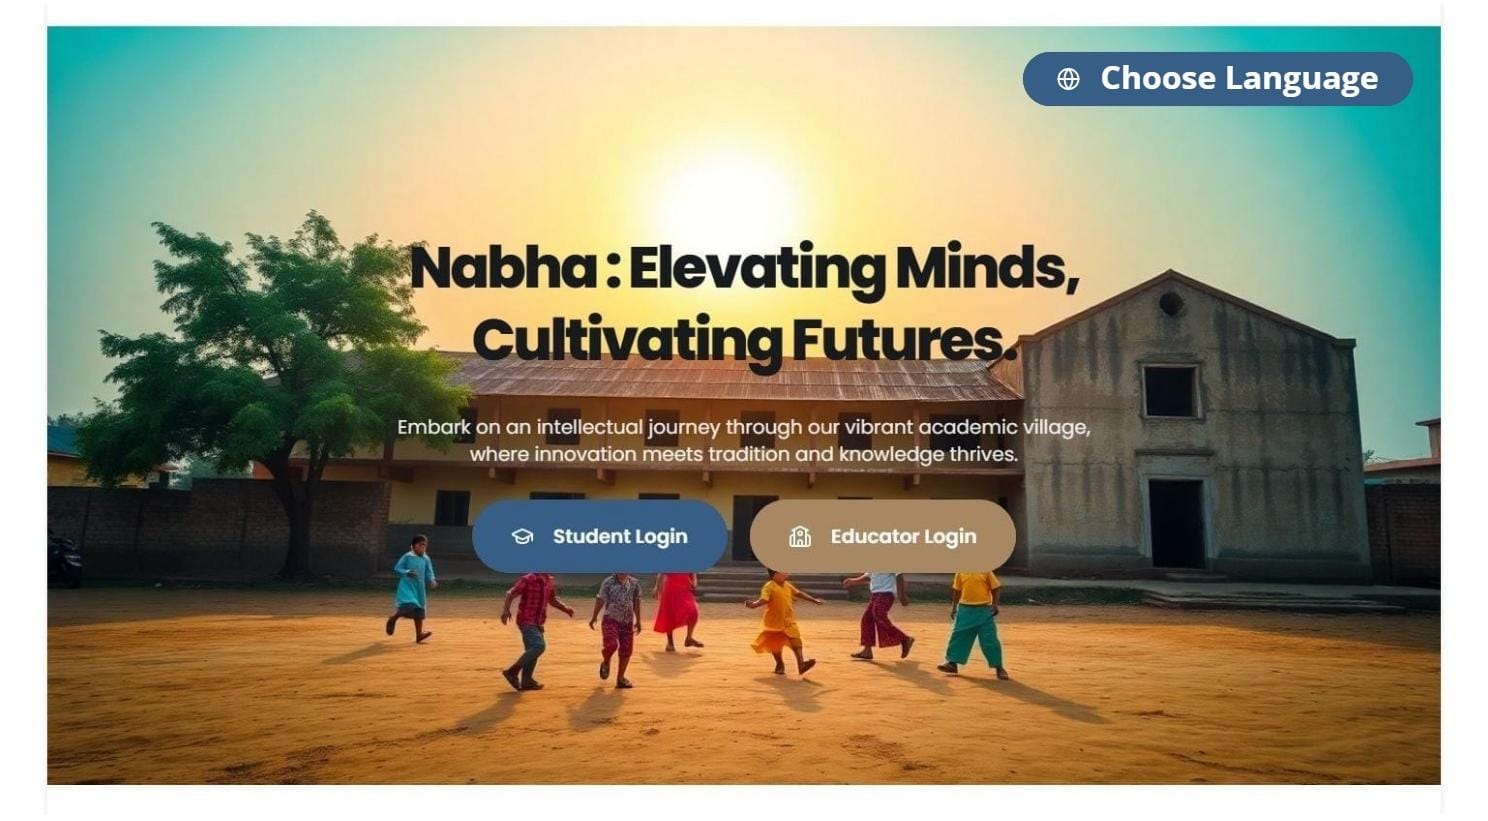 Choose Language
Nabha : Elevating Minds,
Cultivating Futures.
Embark on an intellectual journey through our vibrant academic village,
where innovation meets tradition and knowledge thrives.
Student Login
Educator Login